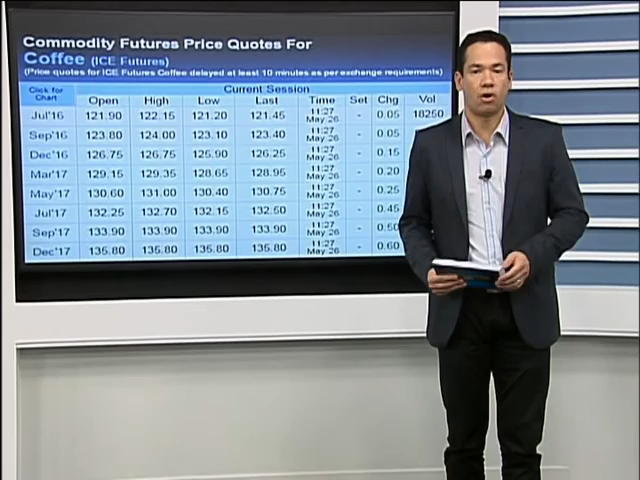 Commodity Futures Price Quotes For
Coffee (ICE Futures)
(Price quotes for ICE Futures Coffee delayed at least 10 minutes as per exchange requirements)
Click for Chart Current Session
Open High Low Last Time Set Chg Vol
Jul'16 121.90 122.15 121.20 121.45 11:27 May 26 - 0.05 18250
Sep'16 123.80 124.00 123.10 123.40 11:27 May 26 - 0.05
Dec'16 126.75 126.75 125.90 126.25 11:27 May 26 - 0.15
Mar'17 129.15 129.35 128.65 128.95 11:27 May 26 - 0.20
May'17 130.60 131.00 130.40 130.75 11:27 May 26 - 0.25
Jul'17 132.25 132.70 132.15 132.50 11:27 May 26 - 0.45
Sep'17 133.90 133.90 133.90 133.90 11:27 May 26 - 0.50
Dec'17 135.80 135.80 135.80 135.80 11:27 May 26 - 0.60